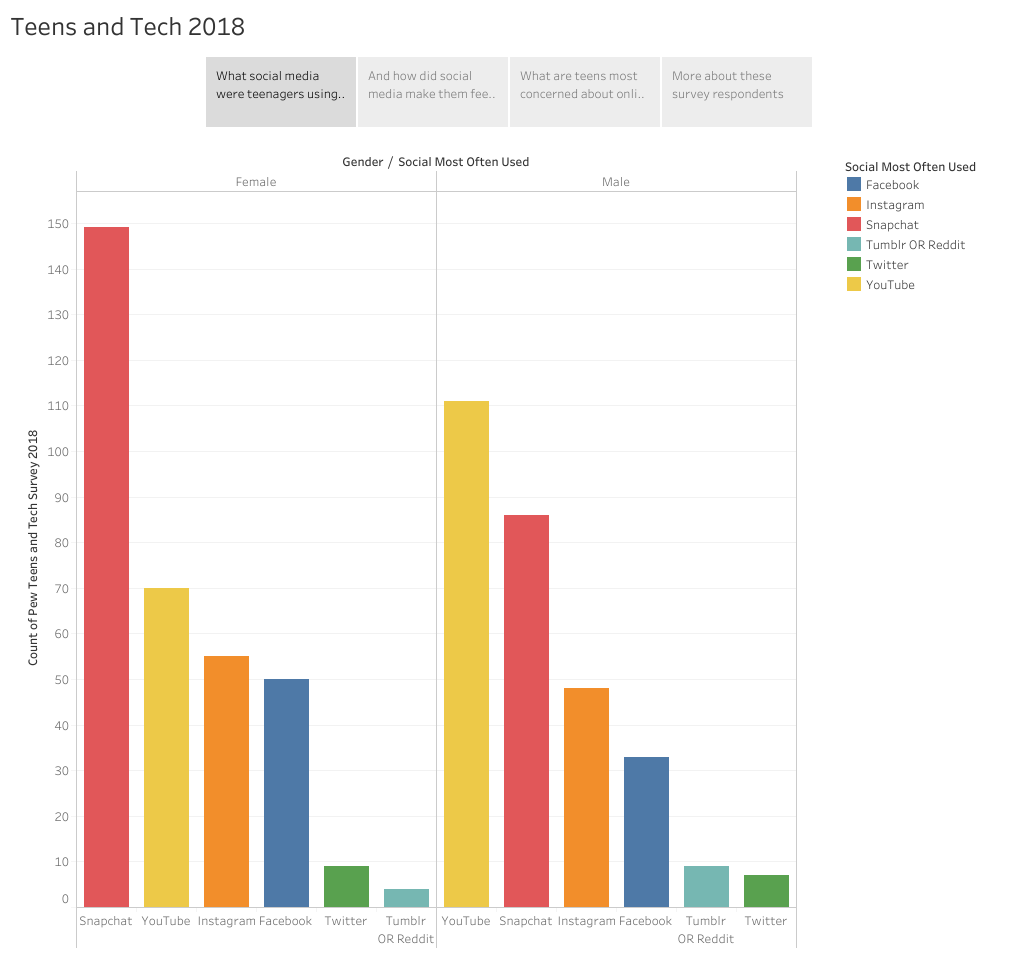 Teens and Tech 2018
What social media
were teenagers using..
And how did social
media make them fee..
What are teens most
concerned about onli..
More about these
survey respondents
Gender / Social Most Often Used
Female
Male
150
140
130
120
110
100
90
80
70
60
50
40
30
20
10
0
Count of Pew Teens and Tech Survey 2018
Snapchat
YouTube
Instagram
Facebook
Twitter
Tumblr
OR Reddit
YouTube
Snapchat
Instagram
Facebook
Tumblr
OR Reddit
Twitter
Social Most Often Used
Facebook
Instagram
Snapchat
Tumblr OR Reddit
Twitter
YouTube